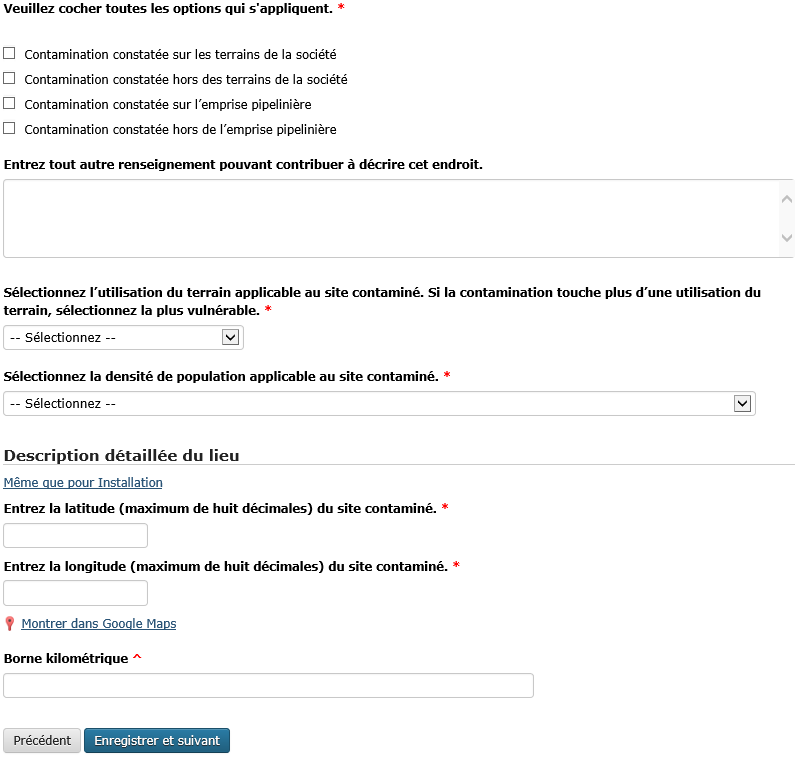 Veuillez cocher toutes les options qui s'appliquent. *
Contamination constatée sur les terrains de la société
Contamination constatée hors des terrains de la société
Contamination constatée sur l’emprise pipelinière
Contamination constatée hors de l’emprise pipelinière
Entrez tout autre renseignement pouvant contribuer à décrire cet endroit.
Sélectionnez l’utilisation du terrain applicable au site contaminé. Si la contamination touche plus d’une utilisation du
terrain, sélectionnez la plus vulnérable. *
-- Sélectionnez --
Sélectionnez la densité de population applicable au site contaminé. *
-- Sélectionnez --
Description détaillée du lieu
Même que pour Installation
Entrez la latitude (maximum de huit décimales) du site contaminé. *
Entrez la longitude (maximum de huit décimales) du site contaminé. *
Montrer dans Google Maps
Borne kilométrique ^
Précédent Enregistrer et suivant